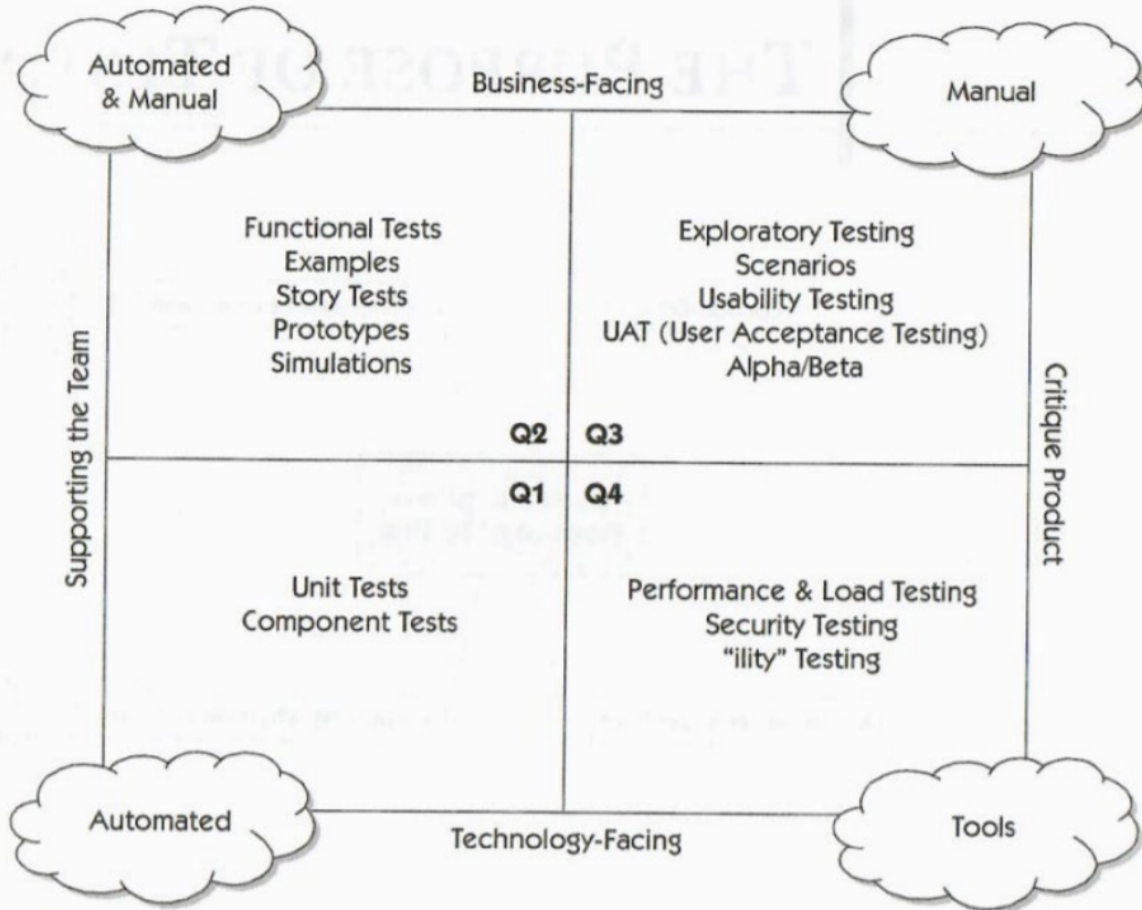 Automated
& Manual
Business-Facing
Manual
Functional Tests
Examples
Story Tests
Prototypes
Simulations
Exploratory Testing
Scenarios
Usability Testing
UAT (User Acceptance Testing)
Alpha/Beta
Supporting the Team
Critique Product
Q2
Q3
Q1
Q4
Unit Tests
Component Tests
Performance & Load Testing
Security Testing
"ility" Testing
Automated
Technology-Facing
Tools